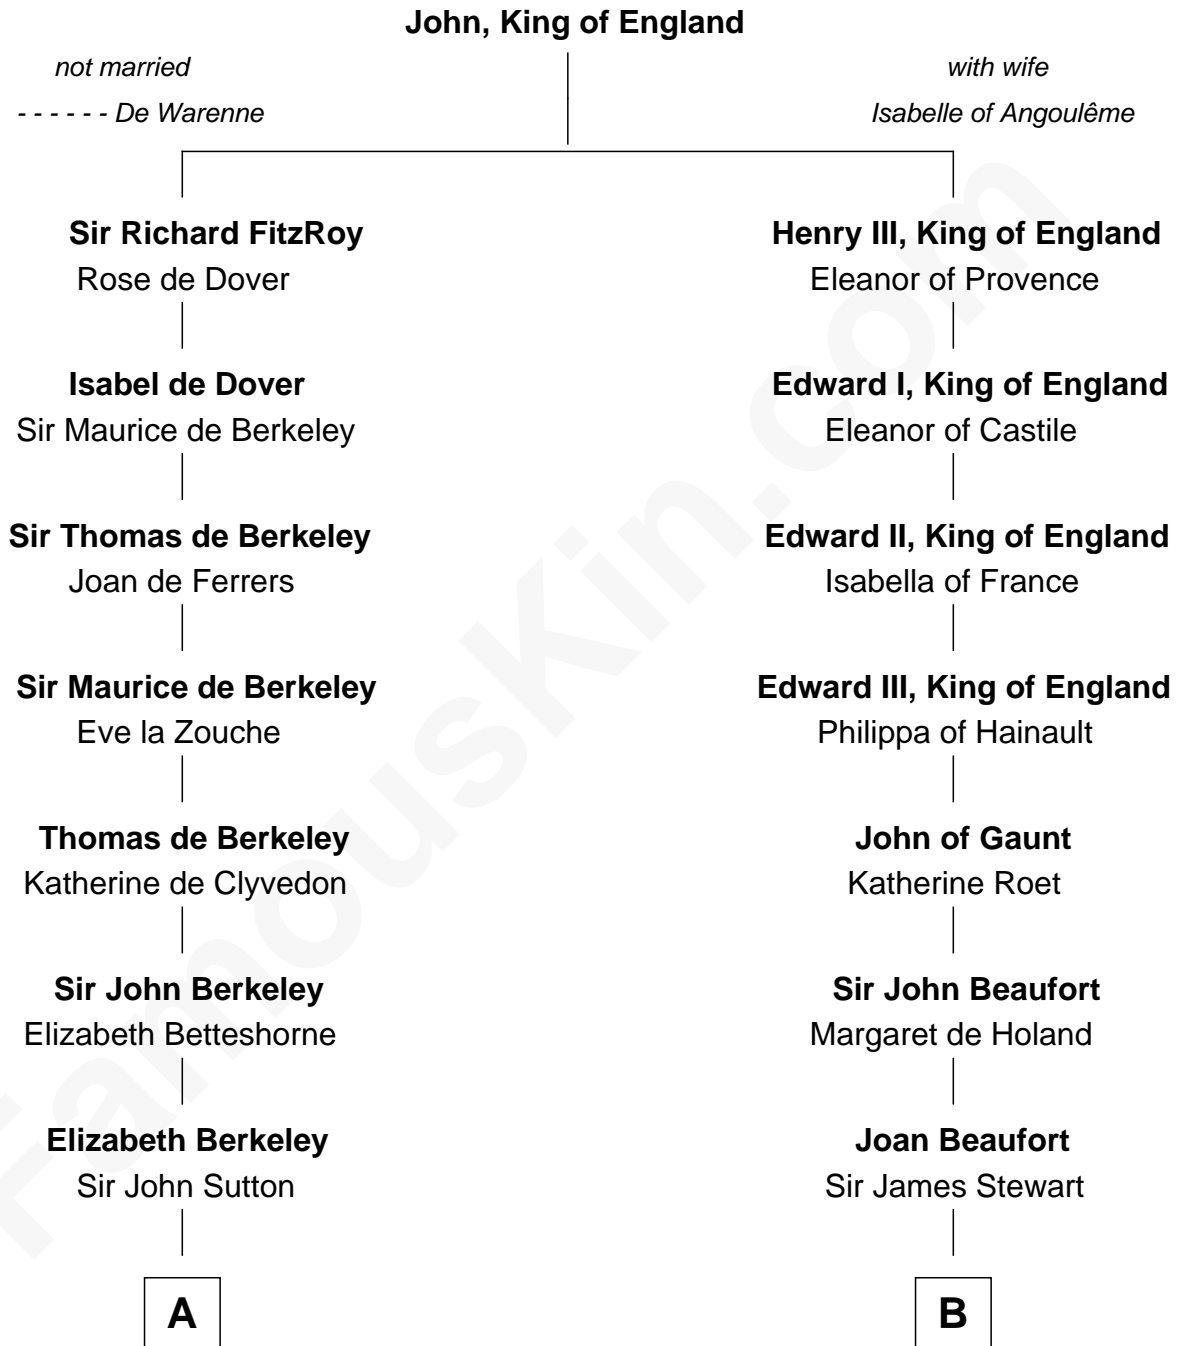 John, King of England
not married
- - - - - - De Warenne
with wife
Isabelle of Angoulême
Sir Richard FitzRoy
Rose de Dover
Henry III, King of England
Eleanor of Provence
Isabel de Dover
Sir Maurice de Berkeley
Edward I, King of England
Eleanor of Castile
Sir Thomas de Berkeley
Joan de Ferrers
Edward II, King of England
Isabella of France
Sir Maurice de Berkeley
Eve la Zouche
Edward III, King of England
Philippa of Hainault
Thomas de Berkeley
Katherine de Clyvedon
John of Gaunt
Katherine Roet
Sir John Berkeley
Elizabeth Betteshorne
Sir John Beaufort
Margaret de Holand
Elizabeth Berkeley
Sir John Sutton
Joan Beaufort
Sir James Stewart
A
B
FamousKin.com